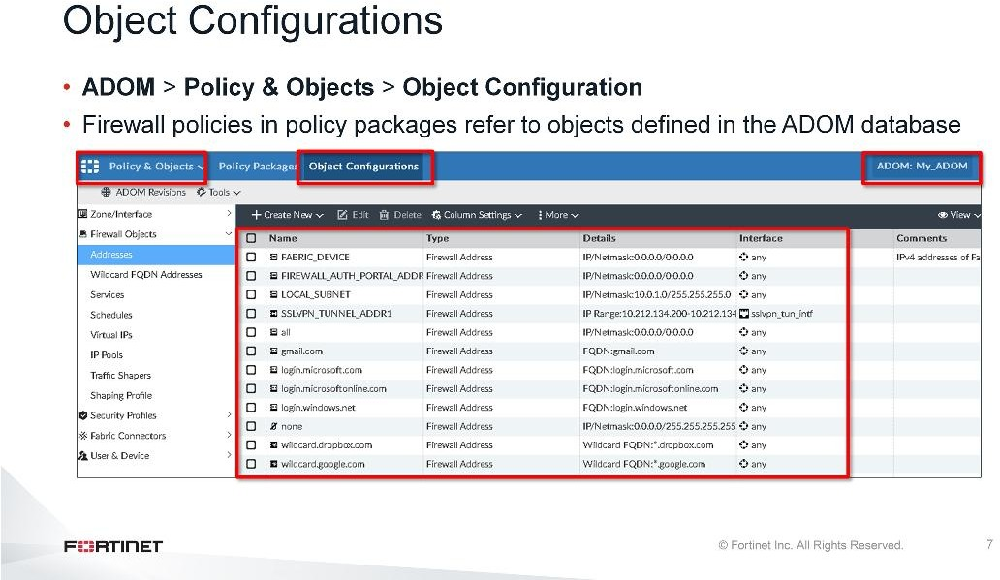 Object Configurations
• ADOM > Policy & Objects > Object Configuration
• Firewall policies in policy packages refer to objects defined in the ADOM database
Policy & Objects Policy Packages Object Configurations ADOM: My_ADOM
ADOM Revisions Tools
Zone/Interface
Firewall Objects
Addresses
Wildcard FQDN Addresses
Services
Schedules
Virtual IPs
IP Pools
Traffic Shapers
Shaping Profile
Security Profiles
Fabric Connectors
User & Device
+ Create New Edit Delete Column Settings More View
Name Type Details Interface Comments
FABRIC_DEVICE Firewall Address IP/Netmask:0.0.0.0/0.0.0.0 any IPv4 addresses of Fa
FIREWALL_AUTH_PORTAL_ADDR Firewall Address IP/Netmask:0.0.0.0/0.0.0.0 any
LOCAL_SUBNET Firewall Address IP/Netmask:10.0.1.0/255.255.255.0 any
SSLVPN_TUNNEL_ADDR1 Firewall Address IP Range:10.212.134.200-10.212.134 sslvpn_tun_intf
all Firewall Address IP/Netmask:0.0.0.0/0.0.0.0 any
gmail.com Firewall Address FQDN:gmail.com any
login.microsoft.com Firewall Address FQDN:login.microsoft.com any
login.microsoftonline.com Firewall Address FQDN:login.microsoftonline.com any
login.windows.net Firewall Address FQDN:login.windows.net any
none Firewall Address IP/Netmask:0.0.0.0/255.255.255.255 any
wildcard.dropbox.com Firewall Address Wildcard FQDN:*.dropbox.com any
wildcard.google.com Firewall Address Wildcard FQDN:*.google.com any
FORTINET
© Fortinet Inc. All Rights Reserved. 7